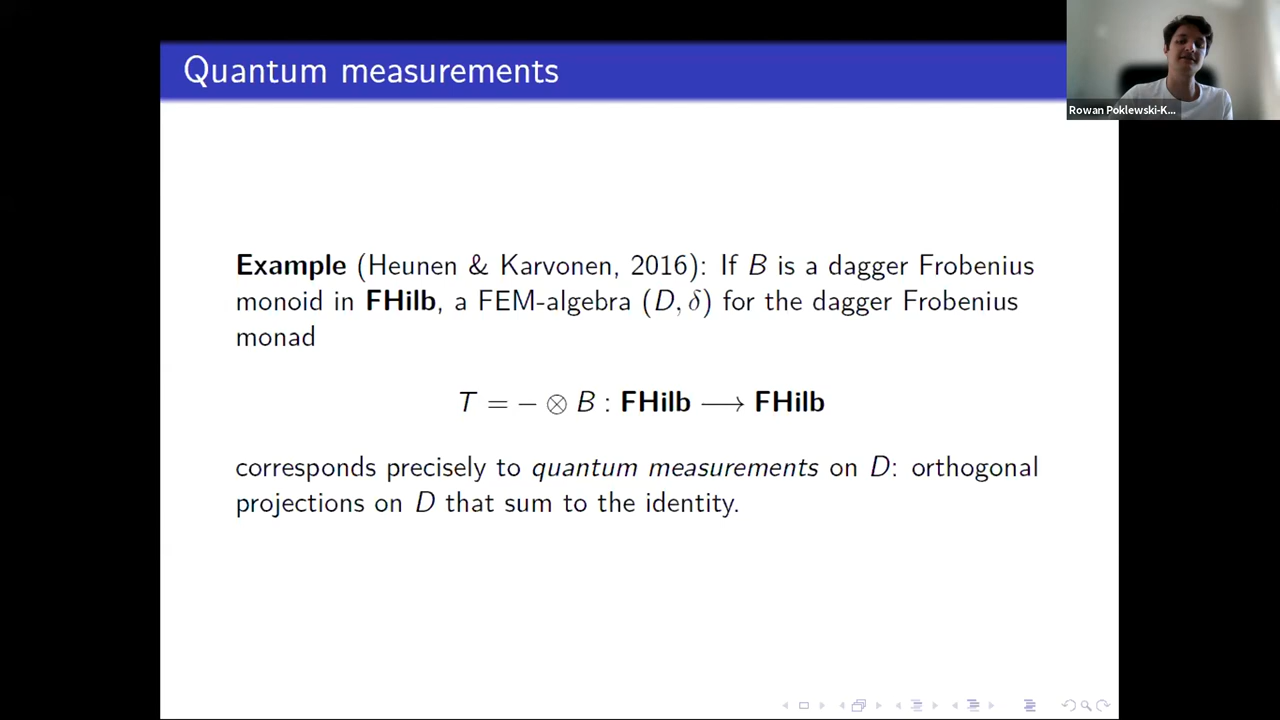 Quantum measurements
Rowan Poklewski-K...
Example (Heunen & Karvonen, 2016): If B is a dagger Frobenius
monoid in FHilb, a FEM-algebra (D, δ) for the dagger Frobenius
monad
T = − ⊗ B : FHilb ⟶ FHilb
corresponds precisely to quantum measurements on D: orthogonal
projections on D that sum to the identity.